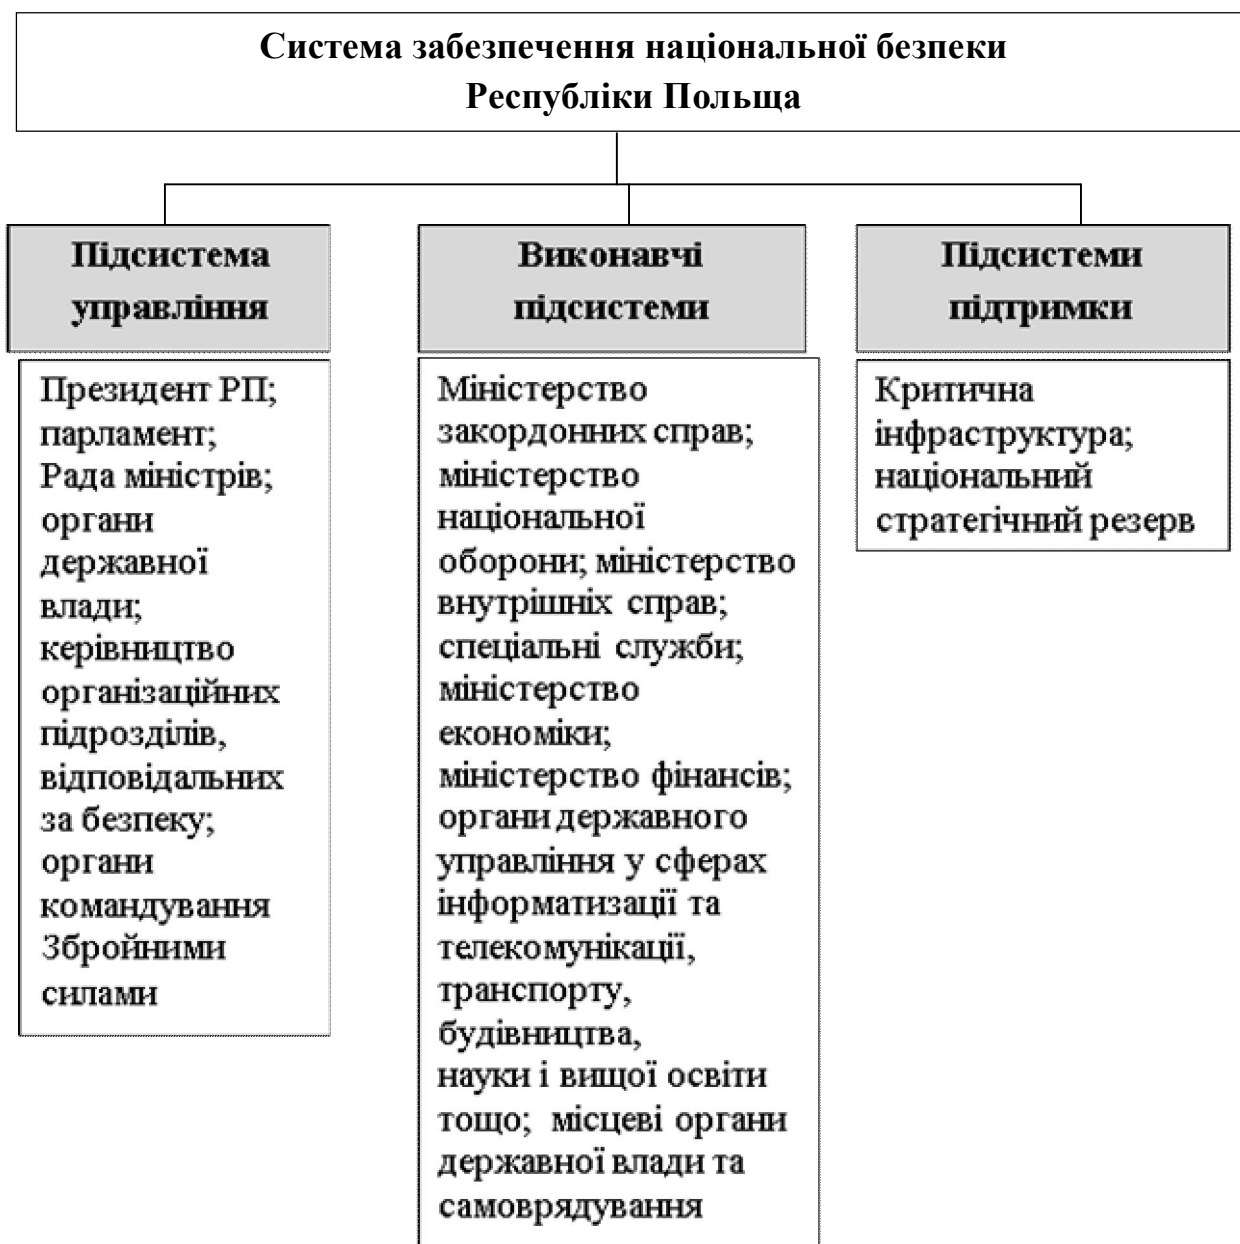 Система забезпечення національної безпеки
Республіки Польща
Підсистема
управління
Президент РП;
парламент;
Рада міністрів;
органи
державної
влади;
керівництво
організаційних
підрозділів,
відповідальних
за безпеку;
органи
командування
Збройними
силами
Виконавчі
підсистеми
Міністерство
закордонних справ;
міністерство
національної
оборони; міністерство
внутрішніх справ;
спеціальні служби;
міністерство
економіки;
міністерство фінансів;
органи державного
управління у сферах
інформатизації та
телекомунікації,
транспорту,
будівництва,
науки і вищої освіти
тощо; місцеві органи
державної влади та
самоврядування
Підсистеми
підтримки
Критична
інфраструктура;
національний
стратегічний резерв